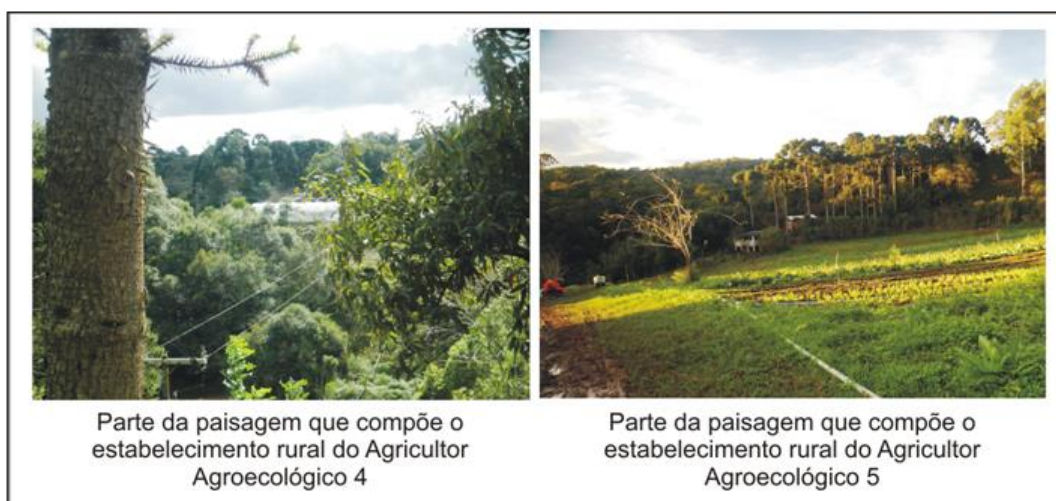 Parte da paisagem que compõe o
estabelecimento rural do Agricultor
Agroecológico 4
Parte da paisagem que compõe o
estabelecimento rural do Agricultor
Agroecológico 5